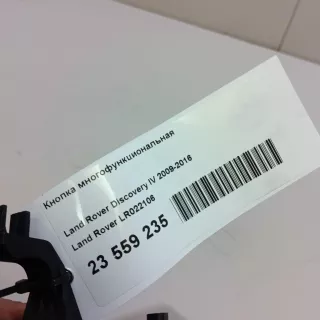 Кнопка многофункциональная
Land Rover Discovery IV 2009-2016
Land Rover LR022106
23 559 235